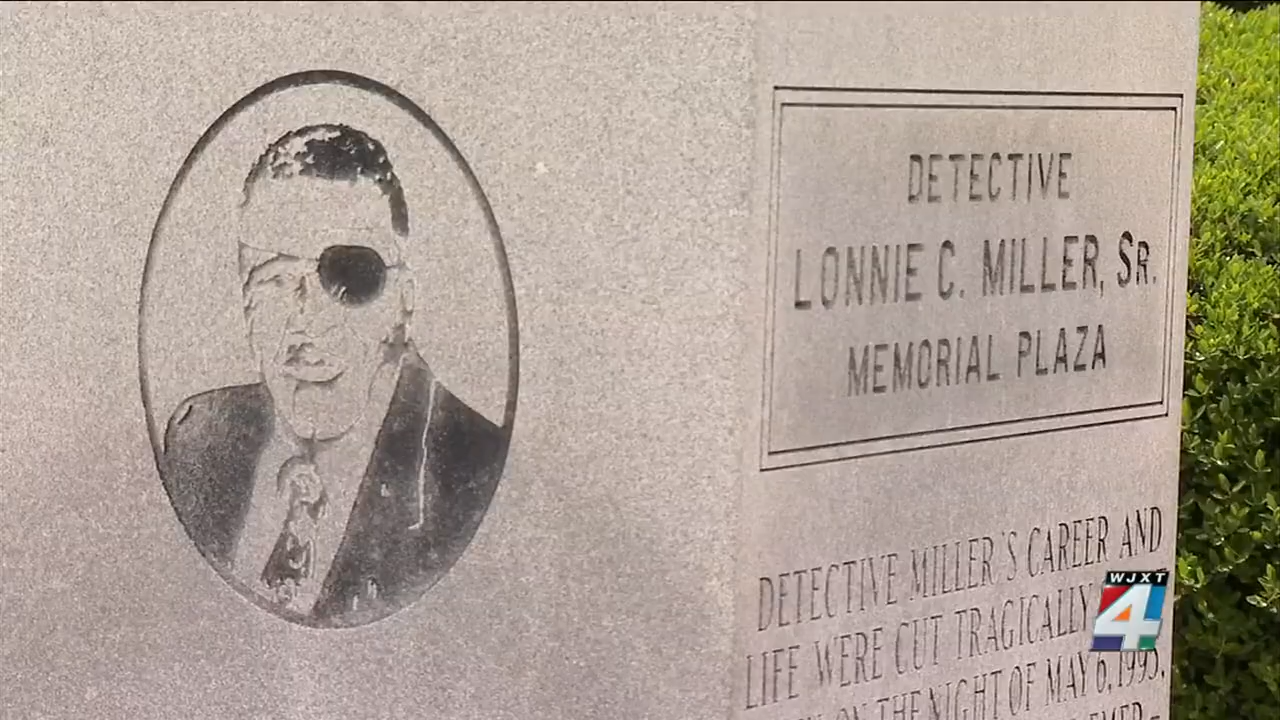 DETECTIVE
LONNIE C. MILLER, SR.
MEMORIAL PLAZA
DETECTIVE MILLER'S CAREER AND
LIFE WERE CUT TRAGICALLY
ON THE NIGHT OF MAY 6, 1993,
WJXT
4